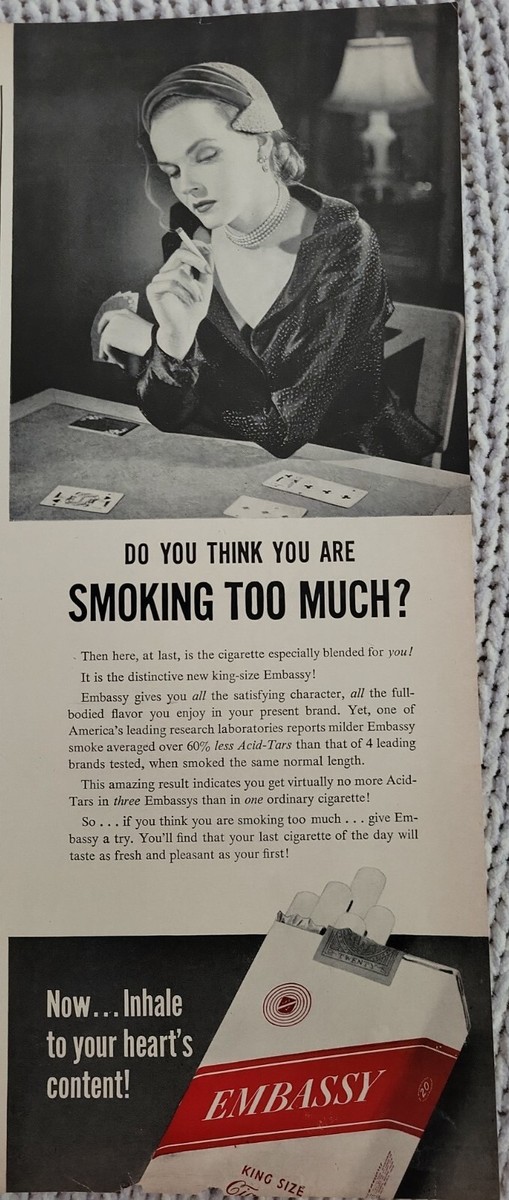 DO YOU THINK YOU ARE
SMOKING TOO MUCH?
Then here, at last, is the cigarette especially blended for you!
It is the distinctive new king-size Embassy!
Embassy gives you all the satisfying character, all the full-
bodied flavor you enjoy in your present brand. Yet, one of
America's leading research laboratories reports milder Embassy
smoke averaged over 60% less Acid-Tars than that of 4 leading
brands tested, when smoked the same normal length.
This amazing result indicates you get virtually no more Acid-
Tars in three Embassys than in one ordinary cigarette!
So . . . if you think you are smoking too much . . . give Em-
bassy a try. You'll find that your last cigarette of the day will
taste as fresh and pleasant as your first!
Now... Inhale
to your heart's
content!
TWENTY
EMBASSY
20
KING SIZE